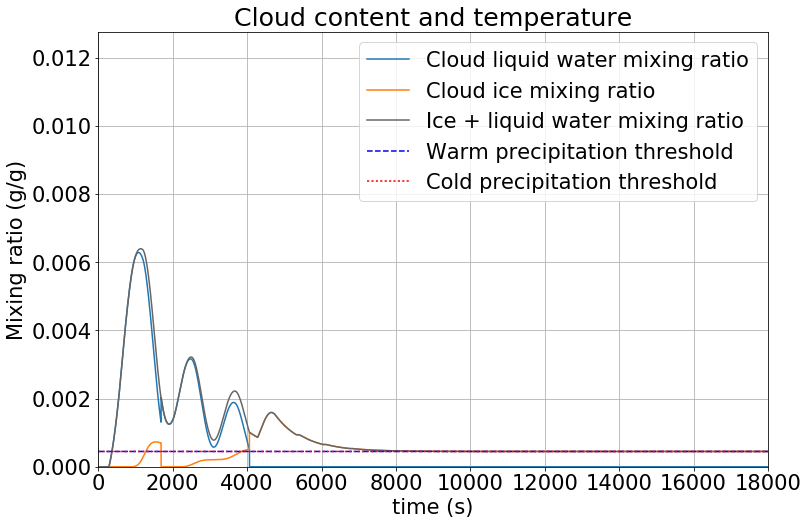 Cloud content and temperature
Mixing ratio (g/g)
0.012
0.010
0.008
0.006
0.004
0.002
0.000
Cloud liquid water mixing ratio
Cloud ice mixing ratio
Ice + liquid water mixing ratio
Warm precipitation threshold
Cold precipitation threshold
0 2000 4000 6000 8000 10000 12000 14000 16000 18000
time (s)